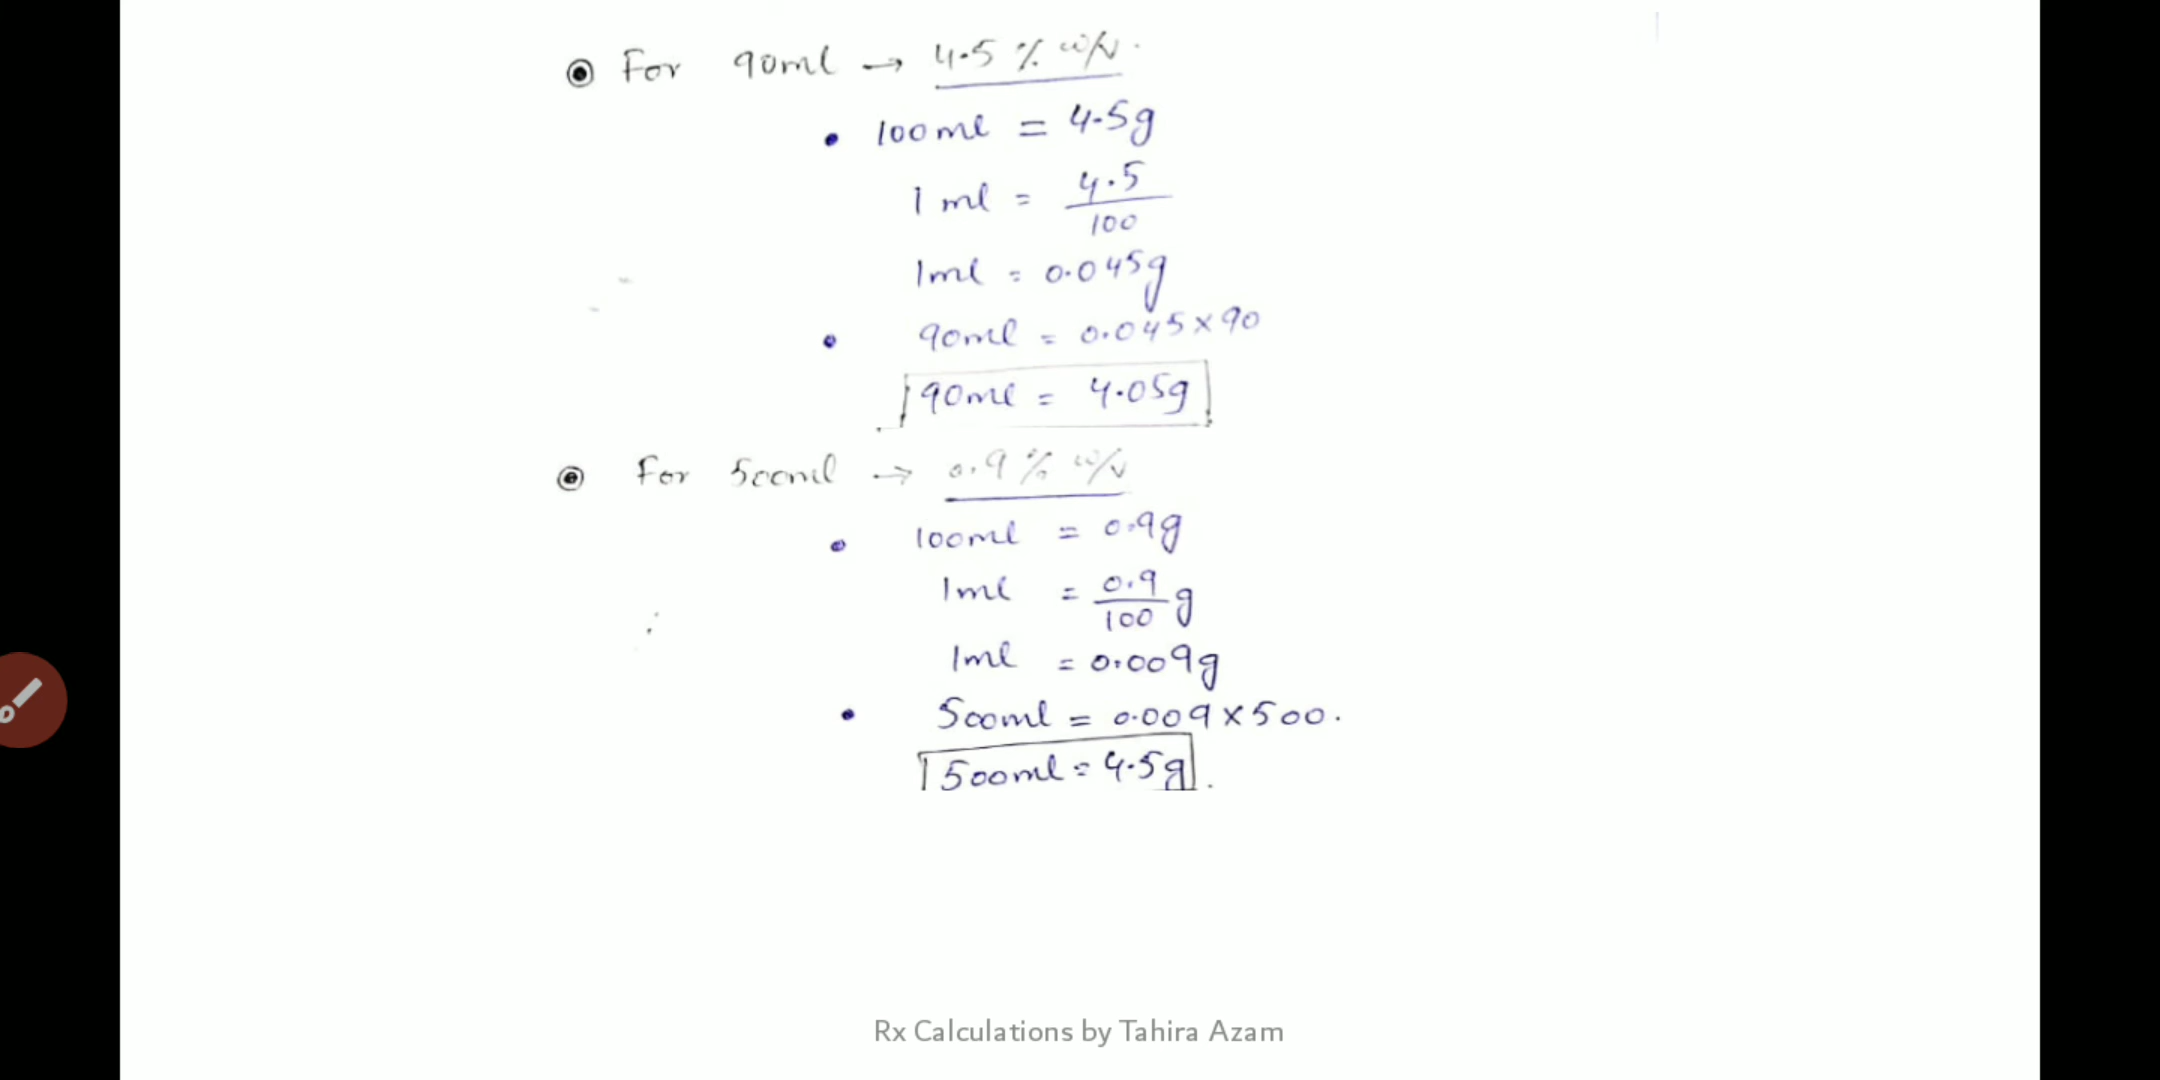 For 90ml → 4.5 % w/v.
• 100ml = 4.5g
1 ml = 4.5/100
1ml = 0.045g
• 90ml = 0.045×90
90ml = 4.05g
For 500ml → 0.9 % w/v
• 100ml = 0.9g
1ml = 0.9/100 g
1ml = 0.009g
• 500ml = 0.009×500.
500ml = 4.5g.
Rx Calculations by Tahira Azam